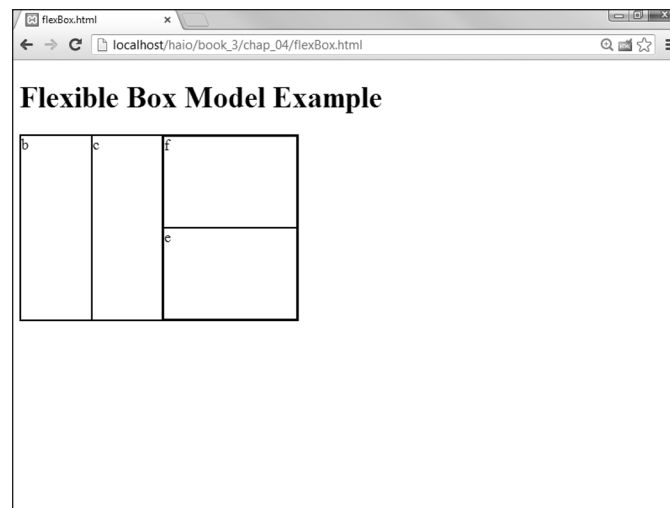 flexBox.html
localhost/haio/book_3/chap_04/flexBox.html
Flexible Box Model Example
b
c
f
e